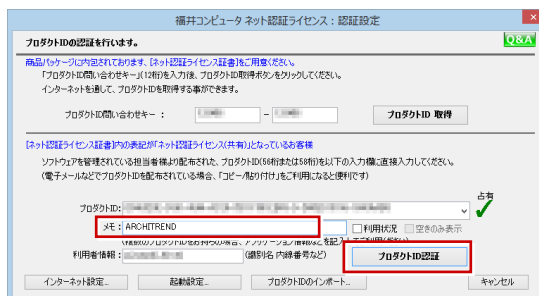 福井コンピュータ ネット認証ライセンス：認証設定
プロダクトIDの認証を行います。
Q&A
商品パッケージに内包されております、[ネット認証ライセンス証書]をご用意ください。
「プロダクトID問い合わせキー」(12桁)を入力後、プロダクトID取得ボタンをクリックしてください。
インターネットを通して、プロダクトIDを取得する事ができます。
プロダクトID問い合わせキー：
-
プロダクトID 取得
[ネット認証ライセンス証書]内の表記が「ネット認証ライセンス(共有)」となっているお客様
ソフトウェアを管理されている担当者様より配布された、プロダクトID(56桁または58桁)を以下の入力欄に直接入力してください。
(電子メールなどでプロダクトIDを配布されている場合、「コピー/貼り付け」をご利用になると便利です)
占有
プロダクトID：
メモ：ARCHITREND
利用状況
空きのみ表示
利用者情報：
(識別名 内線番号など)
プロダクトID認証
インターネット設定...
起動設定...
プロダクトIDのインポート...
キャンセル